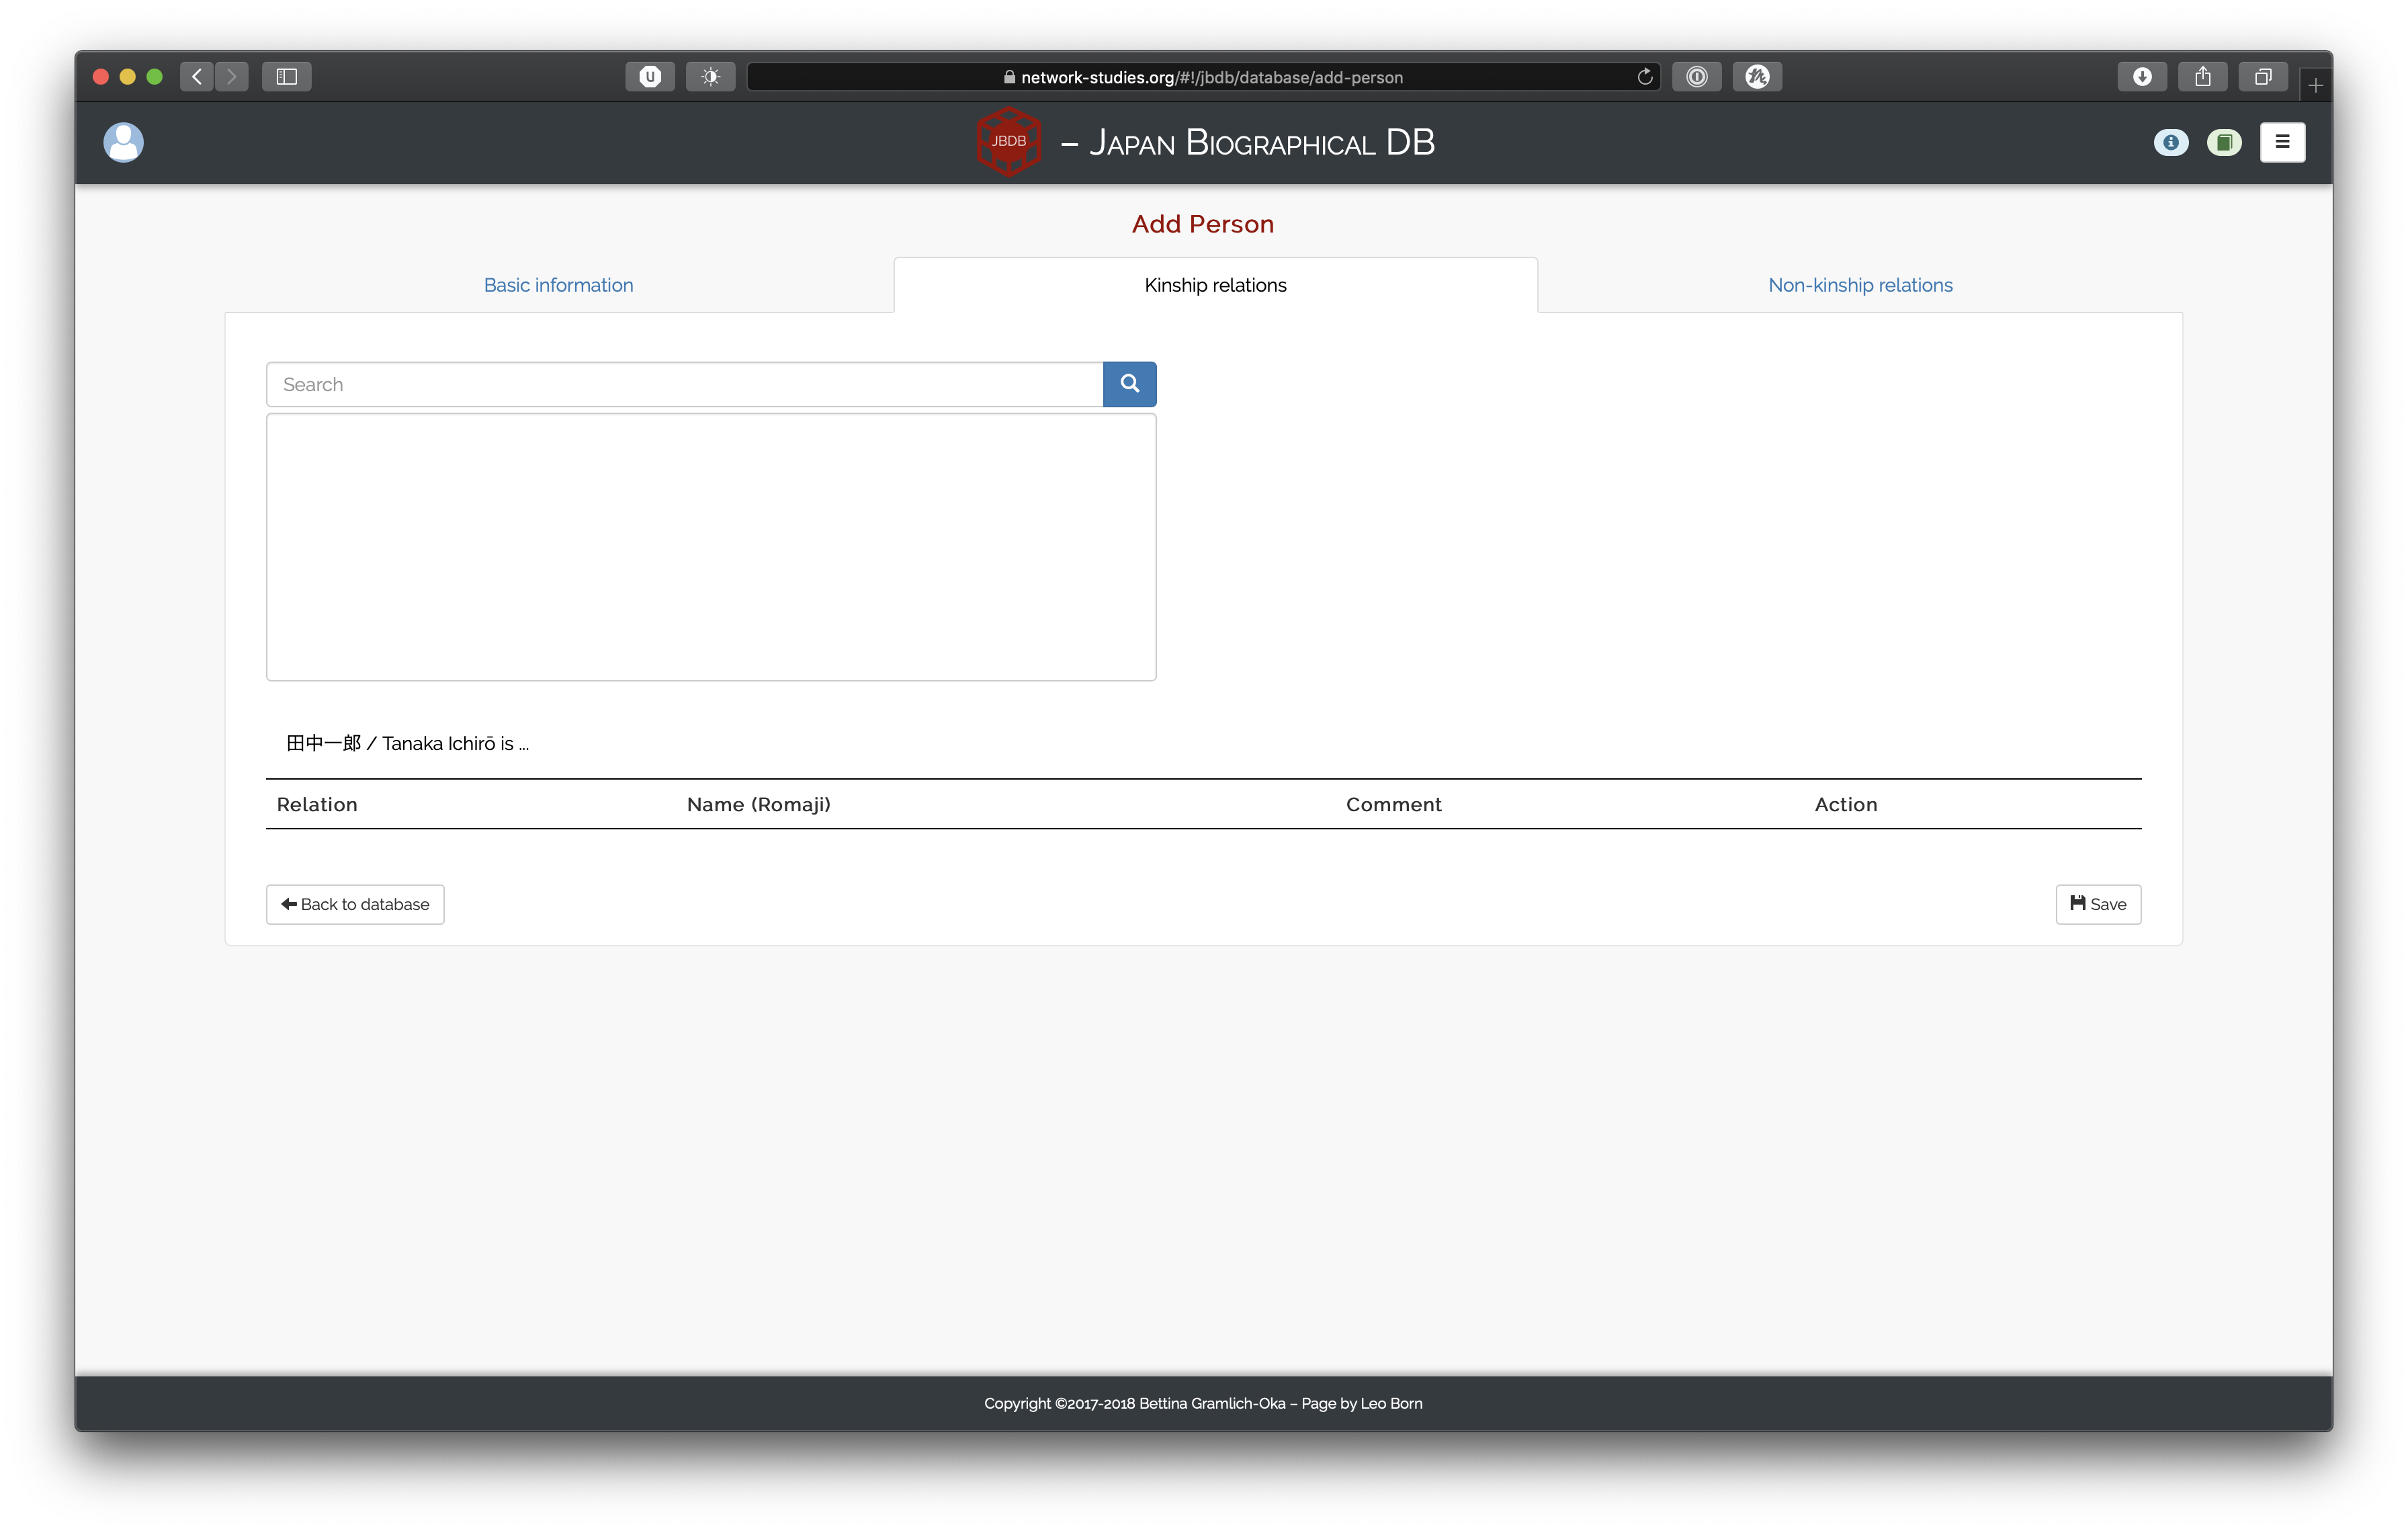 network-studies.org/#!/jbdb/database/add-person
JBDB – Japan Biographical DB
Add Person
Basic information Kinship relations Non-kinship relations
Search
田中一郎 / Tanaka Ichirō is ...
Relation Name (Romaji) Comment Action
Back to database Save
Copyright ©2017-2018 Bettina Gramlich-Oka – Page by Leo Born